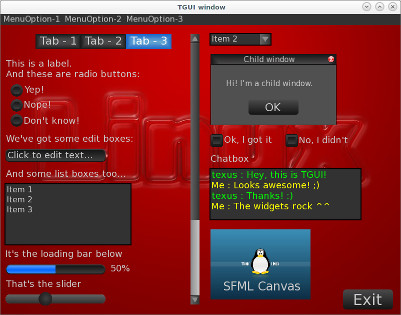 TGUI window
MenuOption-1 MenuOption-2 MenuOption-3
Tab - 1 Tab - 2 Tab - 3
This is a label.
And these are radio buttons:
Yep!
Nope!
Don't know!
We've got some edit boxes:
Click to edit text...
And some list boxes too...
Item 1
Item 2
Item 3
It's the loading bar below
50%
That's the slider
Item 2
Child window
Hi! I'm a child window.
OK
Ok, I got it
No, I didn't
Chatbox
texus : Hey, this is TGUI!
Me : Looks awesome! ;)
texus : Thanks! :)
Me : The widgets rock ^^
SFML Canvas
Exit